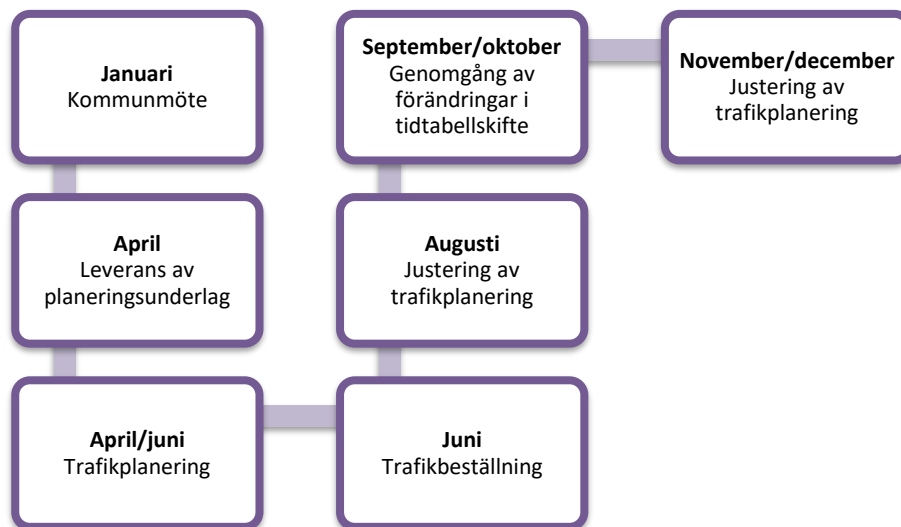 Januari
Kommunmöte
April
Leverans av
planeringsunderlag
April/juni
Trafikplanering
Juni
Trafikbeställning
Augusti
Justering av
trafikplanering
September/oktober
Genomgång av
förändringar i
tidtabellskifte
November/december
Justering av
trafikplanering